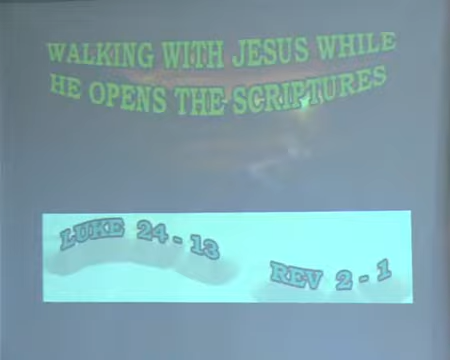 WALKING WITH JESUS WHILE
HE OPENS THE SCRIPTURES
LUKE 24 - 13
REV 2 - 1